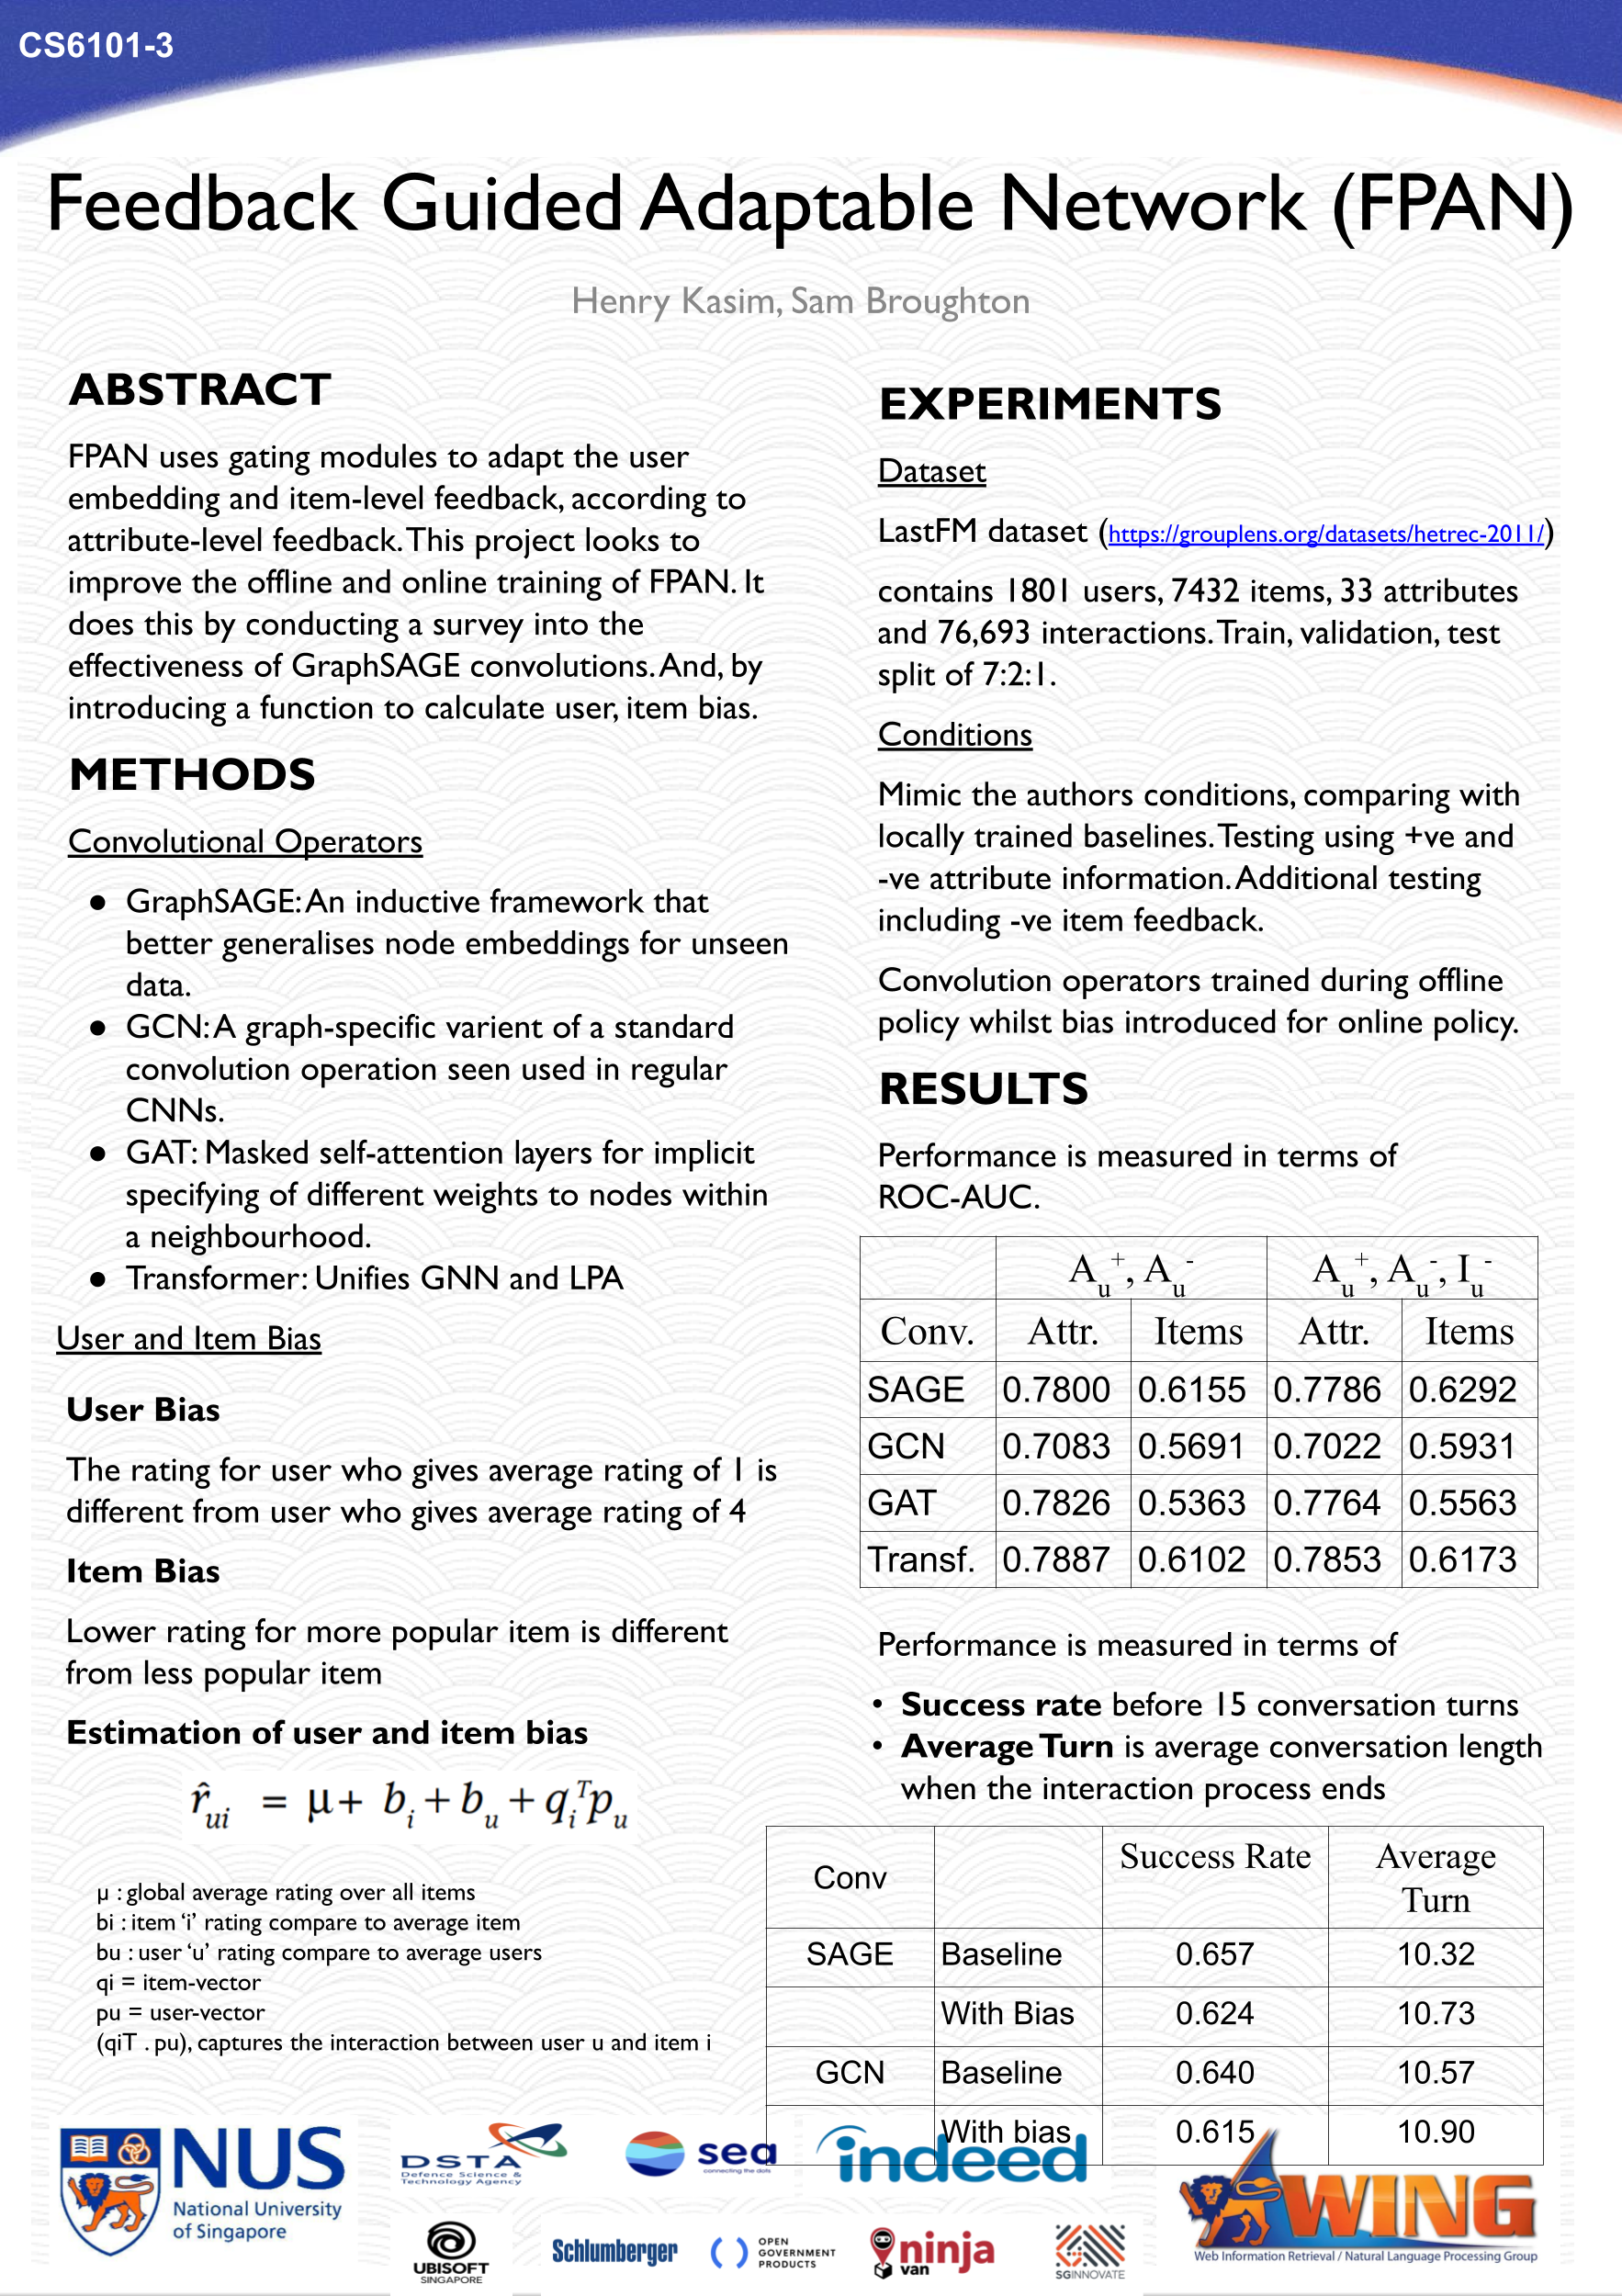 CS6101-3
Feedback Guided Adaptable Network (FPAN)
Henry Kasim, Sam Broughton
ABSTRACT
FPAN uses gating modules to adapt the user
embedding and item-level feedback, according to
attribute-level feedback. This project looks to
improve the offline and online training of FPAN. It
does this by conducting a survey into the
effectiveness of GraphSAGE convolutions. And, by
introducing a function to calculate user, item bias.
METHODS
Convolutional Operators
● GraphSAGE: An inductive framework that
better generalises node embeddings for unseen
data.
● GCN: A graph-specific varient of a standard
convolution operation seen used in regular
CNNs.
● GAT: Masked self-attention layers for implicit
specifying of different weights to nodes within
a neighbourhood.
● Transformer: Unifies GNN and LPA
User and Item Bias
User Bias
The rating for user who gives average rating of 1 is
different from user who gives average rating of 4
Item Bias
Lower rating for more popular item is different
from less popular item
Estimation of user and item bias
r̂ui = μ + bi + bu + qiTpu
μ : global average rating over all items
bi : item ‘i’ rating compare to average item
bu : user ‘u’ rating compare to average users
qi = item-vector
pu = user-vector
(qiT . pu), captures the interaction between user u and item i
EXPERIMENTS
Dataset
LastFM dataset (https://grouplens.org/datasets/hetrec-2011/)
contains 1801 users, 7432 items, 33 attributes
and 76,693 interactions. Train, validation, test
split of 7:2:1.
Conditions
Mimic the authors conditions, comparing with
locally trained baselines. Testing using +ve and
-ve attribute information. Additional testing
including -ve item feedback.
Convolution operators trained during offline
policy whilst bias introduced for online policy.
RESULTS
Performance is measured in terms of
ROC-AUC.
Au+, Au- Au+, Au-, Iu-
Conv. Attr. Items Attr. Items
SAGE 0.7800 0.6155 0.7786 0.6292
GCN 0.7083 0.5691 0.7022 0.5931
GAT 0.7826 0.5363 0.7764 0.5563
Transf. 0.7887 0.6102 0.7853 0.6173
Performance is measured in terms of
• Success rate before 15 conversation turns
• Average Turn is average conversation length
when the interaction process ends
Conv Success Rate Average
Turn
SAGE Baseline 0.657 10.32
With Bias 0.624 10.73
GCN Baseline 0.640 10.57
With bias 0.615 10.90
NUS
National University
of Singapore
DSTA
Defence Science &
Technology Agency
sea
connecting the dots
indeed
UBISOFT
SINGAPORE
Schlumberger
OPEN
GOVERNMENT
PRODUCTS
ninja
van
SGINNOVATE
WING
Web Information Retrieval / Natural Language Processing Group